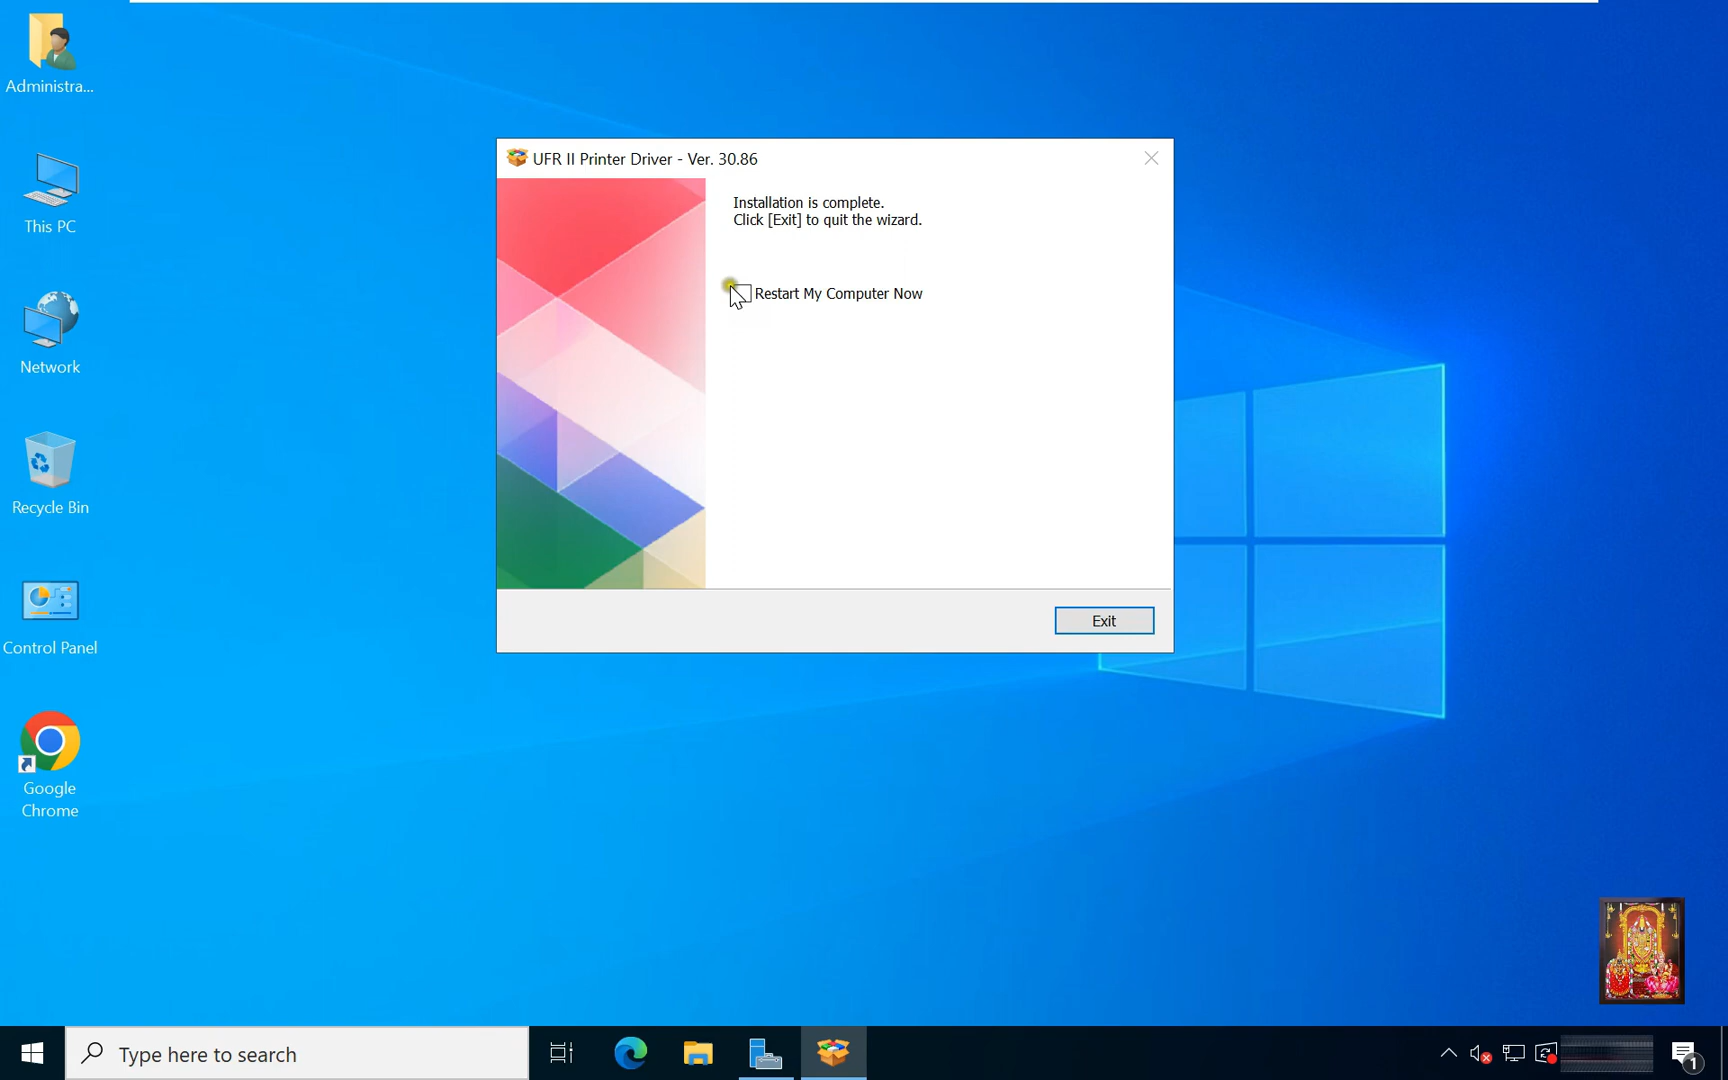 Administra...
This PC
Network
Recycle Bin
Control Panel
Google
Chrome
UFR II Printer Driver - Ver. 30.86
Installation is complete.
Click [Exit] to quit the wizard.
Restart My Computer Now
Exit
Type here to search
1